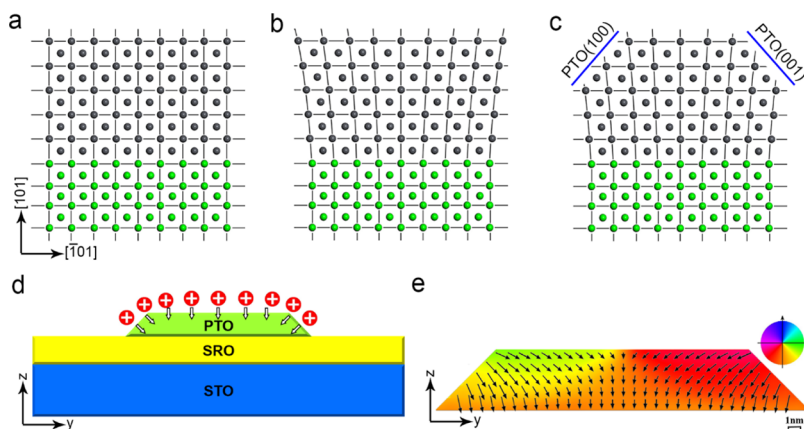 a
b
c
PTO(100)
PTO(001)
[101]
[1̄01]
d
PTO
SRO
STO
z
y
e
z
y
1nm